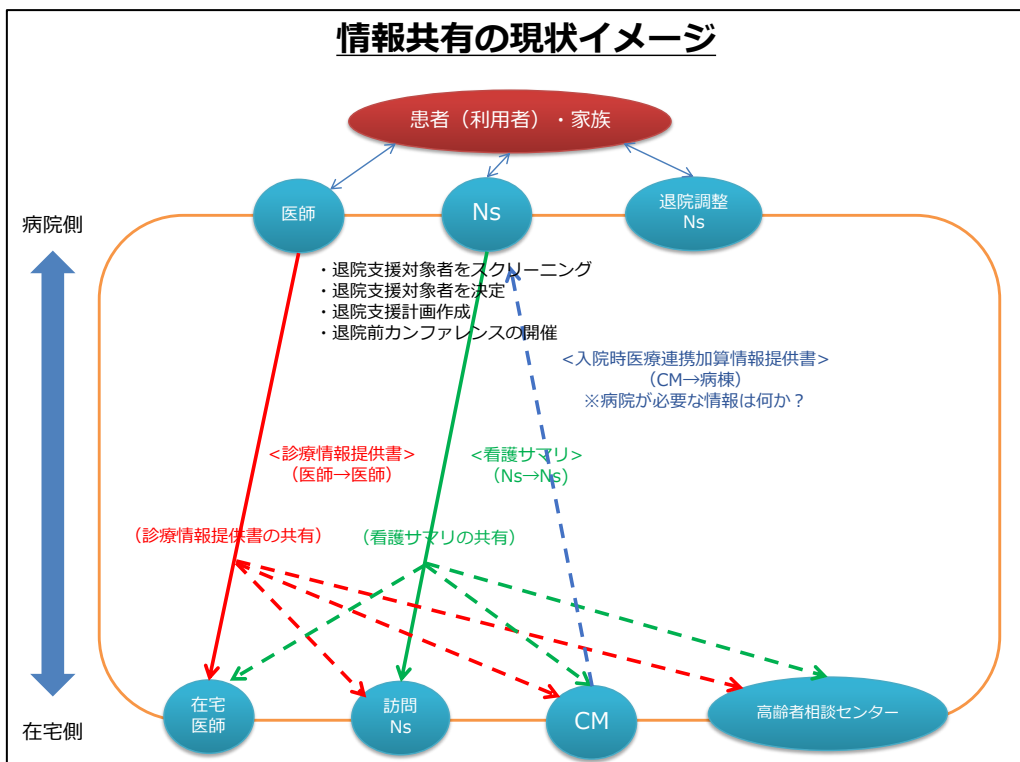 情報共有の現状イメージ
患者（利用者）・家族
医師
Ns
退院調整
Ns
病院側
・退院支援対象者をスクリーニング
・退院支援対象者を決定
・退院支援計画作成
・退院前カンファレンスの開催
<入院時医療連携加算情報提供書>
（CM→病棟）
※病院が必要な情報は何か？
<診療情報提供書>
（医師→医師）
<看護サマリ>
（Ns→Ns）
（診療情報提供書の共有）
（看護サマリの共有）
在宅
医師
訪問
Ns
CM
高齢者相談センター
在宅側